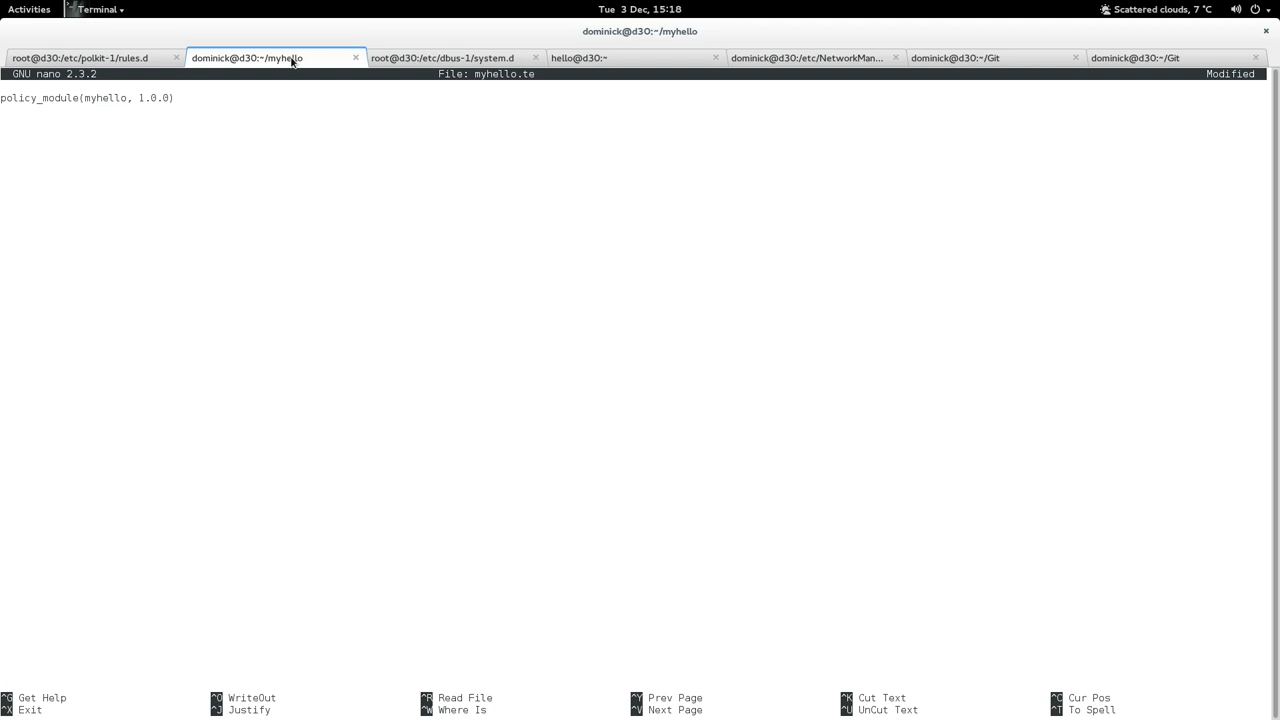 Activities Terminal Tue 3 Dec, 15:18 Scattered clouds, 7 °C
dominick@d30:~/myhello
root@d30:/etc/polkit-1/rules.d dominick@d30:~/myhello root@d30:/etc/dbus-1/system.d hello@d30:~ dominick@d30:/etc/NetworkMan... dominick@d30:~/Git dominick@d30:~/Git
GNU nano 2.3.2 File: myhello.te Modified
policy_module(myhello, 1.0.0)
^G Get Help ^O WriteOut ^R Read File ^Y Prev Page ^K Cut Text ^C Cur Pos
^X Exit ^J Justify ^W Where Is ^V Next Page ^U UnCut Text ^T To Spell